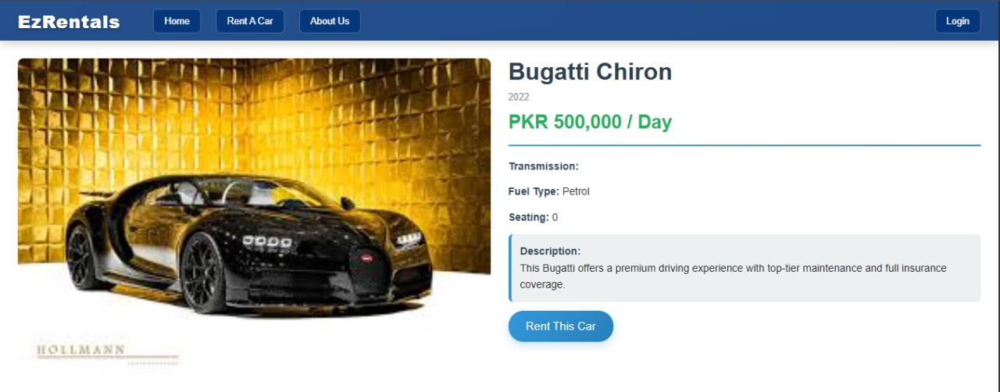 EzRentals
Home
Rent A Car
About Us
Login
Bugatti Chiron
2022
PKR 500,000 / Day
Transmission:
Fuel Type: Petrol
Seating: 0
Description:
This Bugatti offers a premium driving experience with top-tier maintenance and full insurance
coverage.
Rent This Car
HOLLMANN